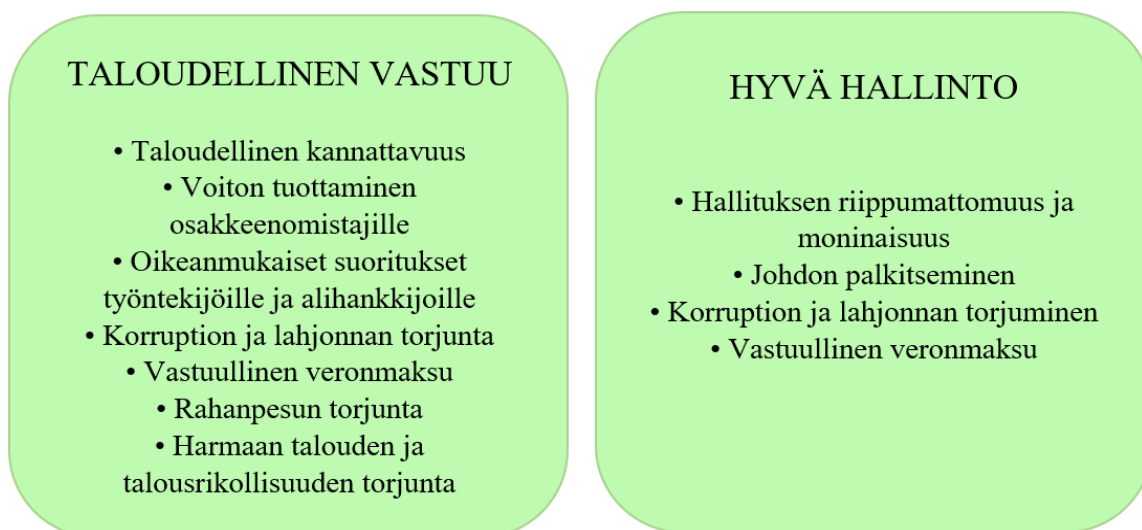 TALOUDELLINEN VASTUU
• Taloudellinen kannattavuus
• Voiton tuottaminen
osakkeenomistajille
• Oikeanmukaiset suoritukset
työntekijöille ja alihankkijoille
• Korruption ja lahjonnan torjunta
• Vastuullinen veronmaksu
• Rahanpesun torjunta
• Harmaan talouden ja
talousrikollisuuden torjunta
HYVÄ HALLINTO
• Hallituksen riippumattomuus ja
moninaisuus
• Johdon palkitseminen
• Korruption ja lahjonnan torjuminen
• Vastuullinen veronmaksu